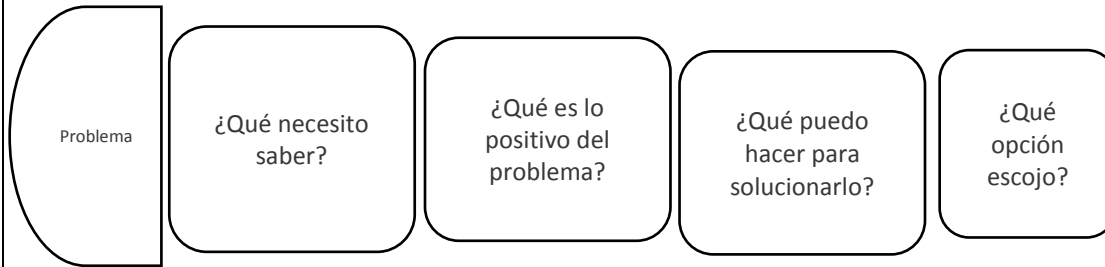 Problema
¿Qué necesito
saber?
¿Qué es lo
positivo del
problema?
¿Qué puedo
hacer para
solucionarlo?
¿Qué
opción
escojo?